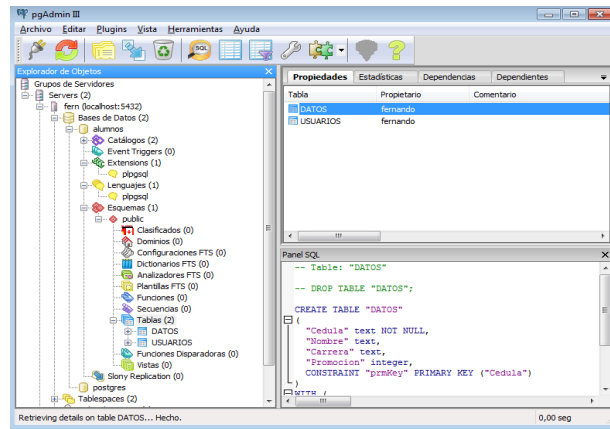 pgAdmin III
Archivo Editar Plugins Vista Herramientas Ayuda
SQL
Explorador de Objetos
Grupos de Servidores
Servers (2)
fern (localhost:5432)
Bases de Datos (2)
alumnos
Catálogos (2)
Event Triggers (0)
Extensions (1)
plpgsql
Lenguajes (1)
plpgsql
Esquemas (1)
public
Clasificados (0)
Dominios (0)
Configuraciones FTS (0)
Dictionarios FTS (0)
Analizadores FTS (0)
Plantillas FTS (0)
Funciones (0)
Secuencias (0)
Tablas (2)
DATOS
USUARIOS
Funciones Disparadoras (0)
Vistas (0)
Slony Replication (0)
postgres
Tablespaces (2)
Propiedades Estadísticas Dependencias Dependientes
Tabla Propietario Comentario
DATOS fernando
USUARIOS fernando
Panel SQL
-- Table: "DATOS"
-- DROP TABLE "DATOS";
CREATE TABLE "DATOS"
(
"Cedula" text NOT NULL,
"Nombre" text,
"Carrera" text,
"Promocion" integer,
CONSTRAINT "prmKey" PRIMARY KEY ("Cedula")
)
WITH (
Retrieving details on table DATOS... Hecho. 0,00 seg